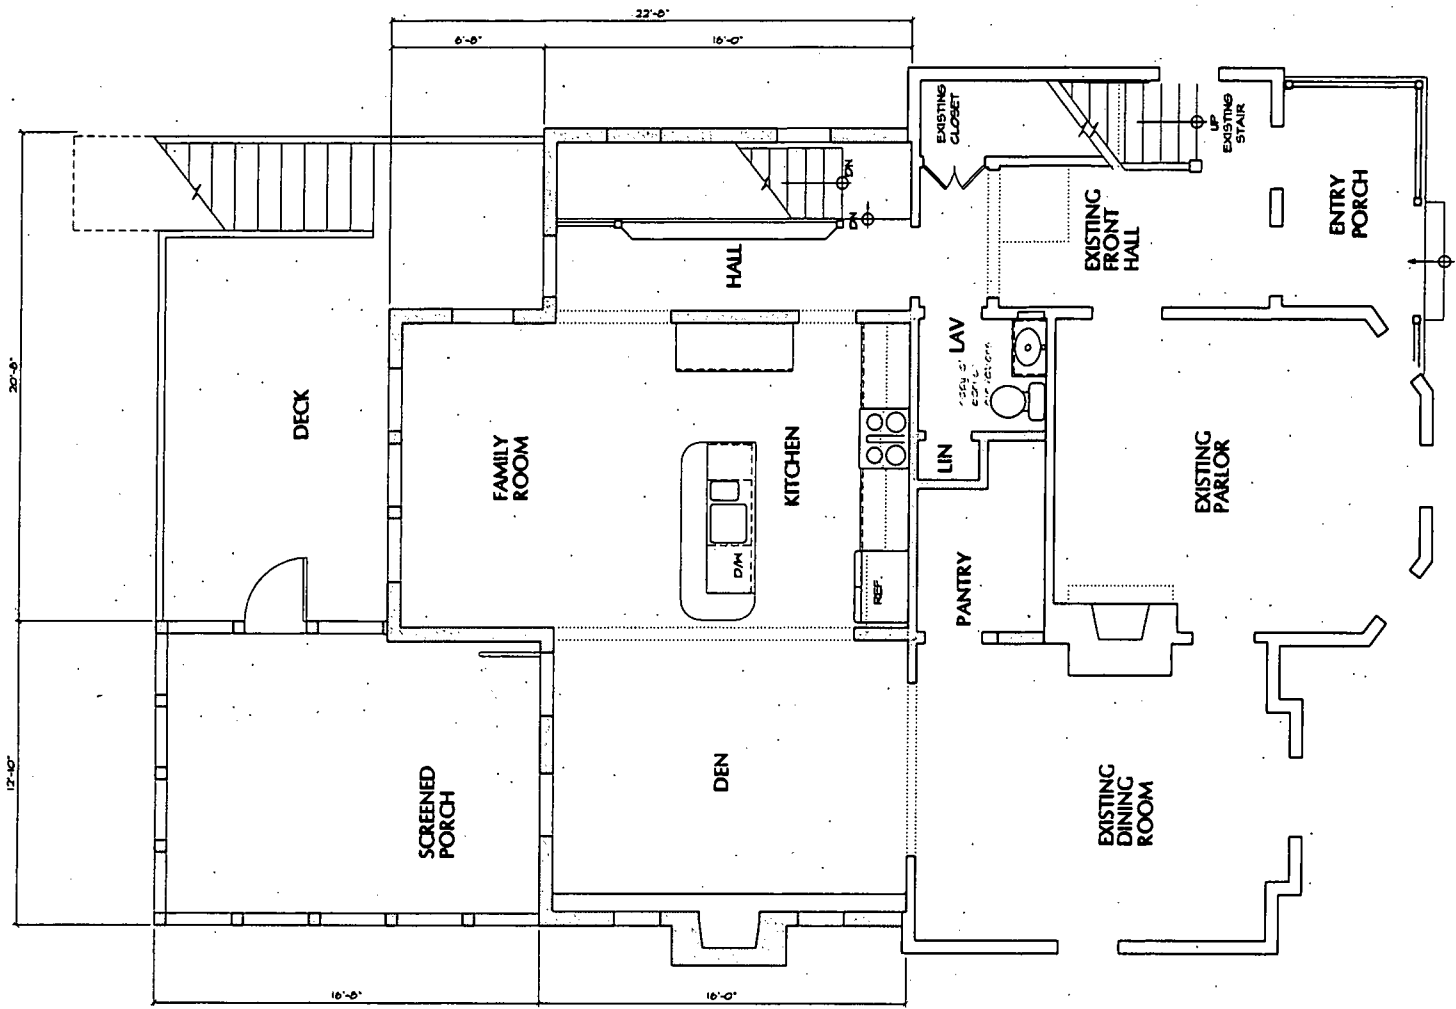 22'-8"
6'-8"
16'-0"
EXISTING
CLOSET
UP
EXISTING
STAIR
DN
DN
ENTRY
PORCH
EXISTING
FRONT
HALL
HALL
20'-8"
DECK
LAV
FAMILY
ROOM
KITCHEN
LIN
EXISTING
PARLOR
D/W
REF.
PANTRY
12'-10"
SCREENED
PORCH
DEN
EXISTING
DINING
ROOM
16'-8"
16'-0"